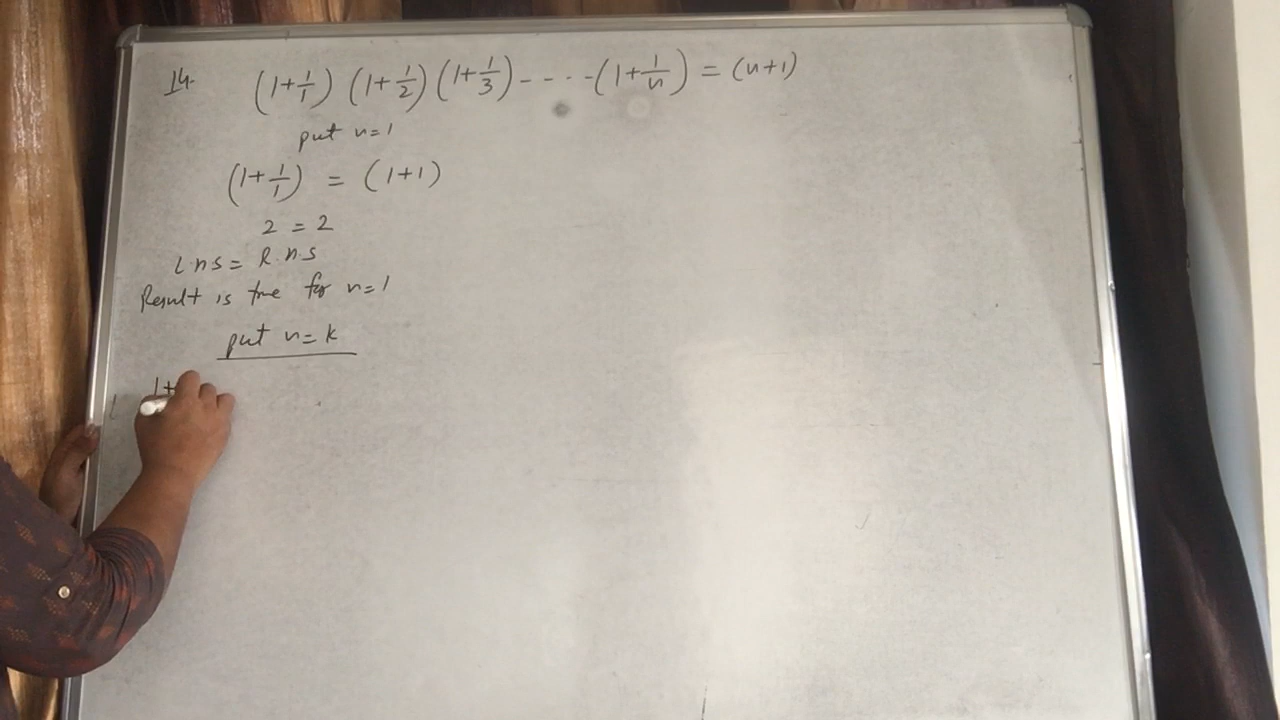 14. (1+1/1) (1+1/2) (1+1/3) - - - - - (1+1/n) = (n+1)
put n=1
(1+1/1) = (1+1)
2 = 2
L.h.s = R.h.s
Result is true for n=1
put n=k
1+